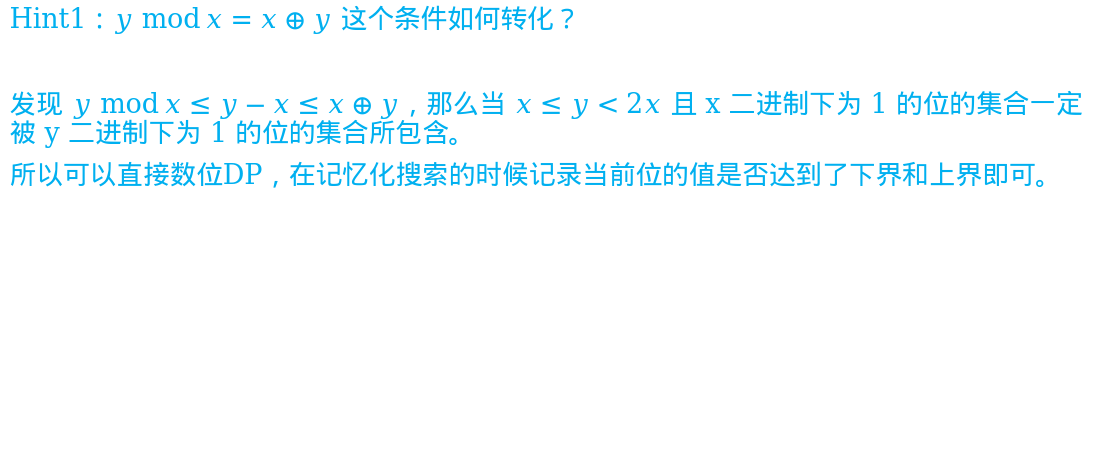 Hint1：y mod x = x ⊕ y 这个条件如何转化？
发现 y mod x ≤ y − x ≤ x ⊕ y，那么当 x ≤ y < 2x 且 x 二进制下为 1 的位的集合一定
被 y 二进制下为 1 的位的集合所包含。
所以可以直接数位DP，在记忆化搜索的时候记录当前位的值是否达到了下界和上界即可。